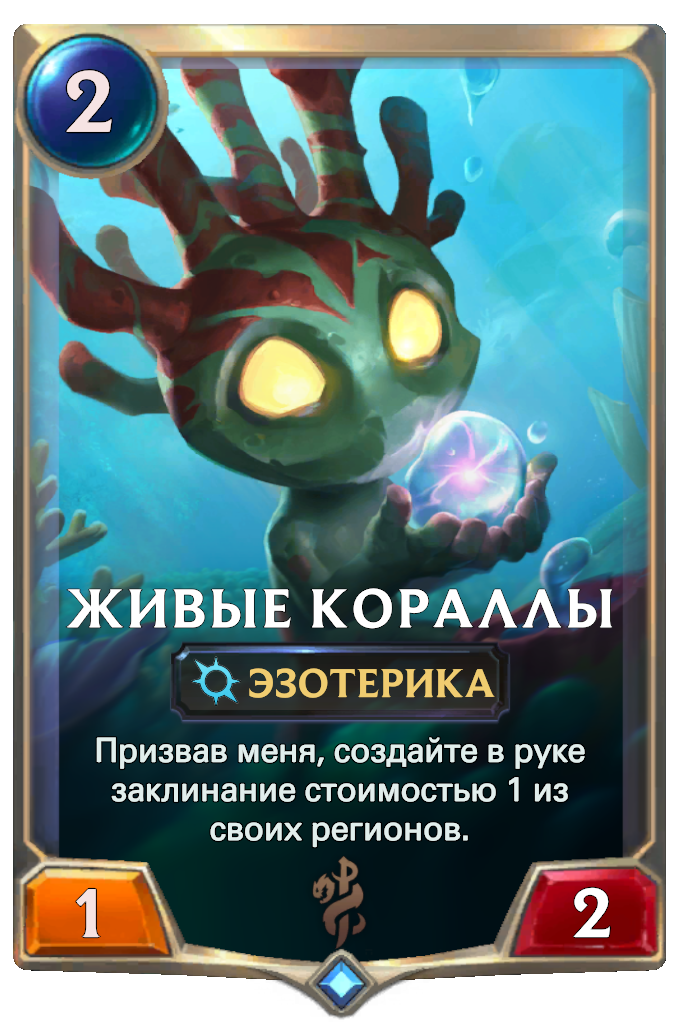 2
ЖИВЫЕ КОРАЛЛЫ
ЭЗОТЕРИКА
Призвав меня, создайте в руке
заклинание стоимостью 1 из
своих регионов.
1
2